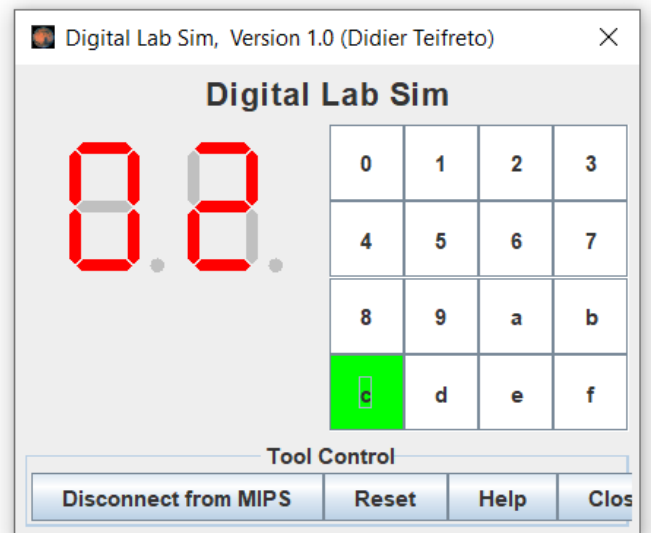 Digital Lab Sim, Version 1.0 (Didier Teifreto)
Digital Lab Sim
02
0 1 2 3
4 5 6 7
8 9 a b
c d e f
Tool Control
Disconnect from MIPS Reset Help Clos